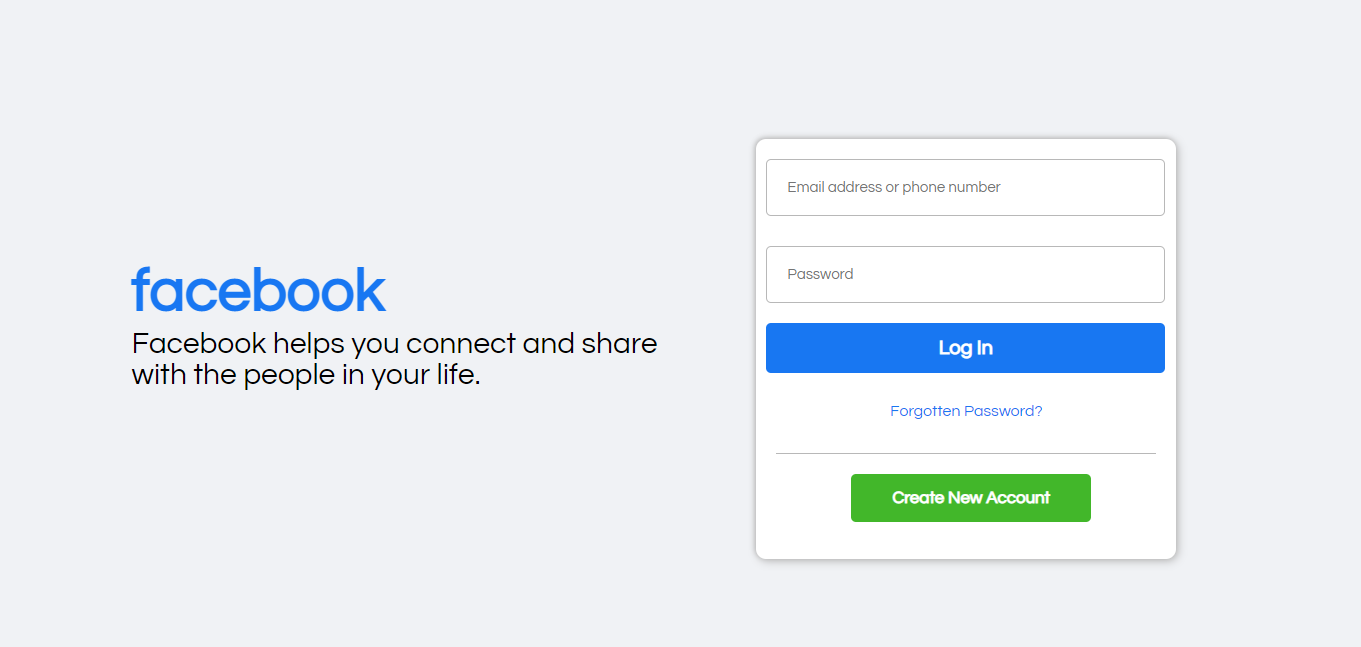 facebook
Facebook helps you connect and share
with the people in your life.
Email address or phone number
Password
Log In
Forgotten Password?
Create New Account